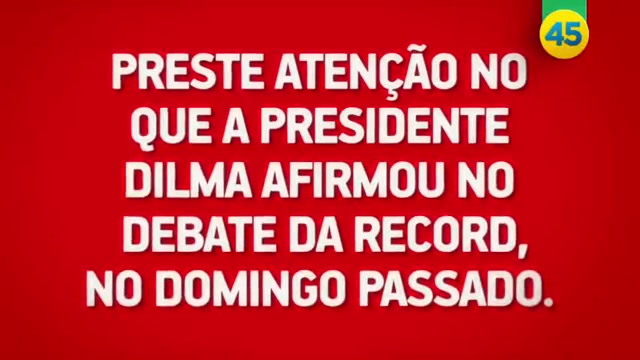 45
PRESTE ATENÇÃO NO
QUE A PRESIDENTE
DILMA AFIRMOU NO
DEBATE DA RECORD,
NO DOMINGO PASSADO.